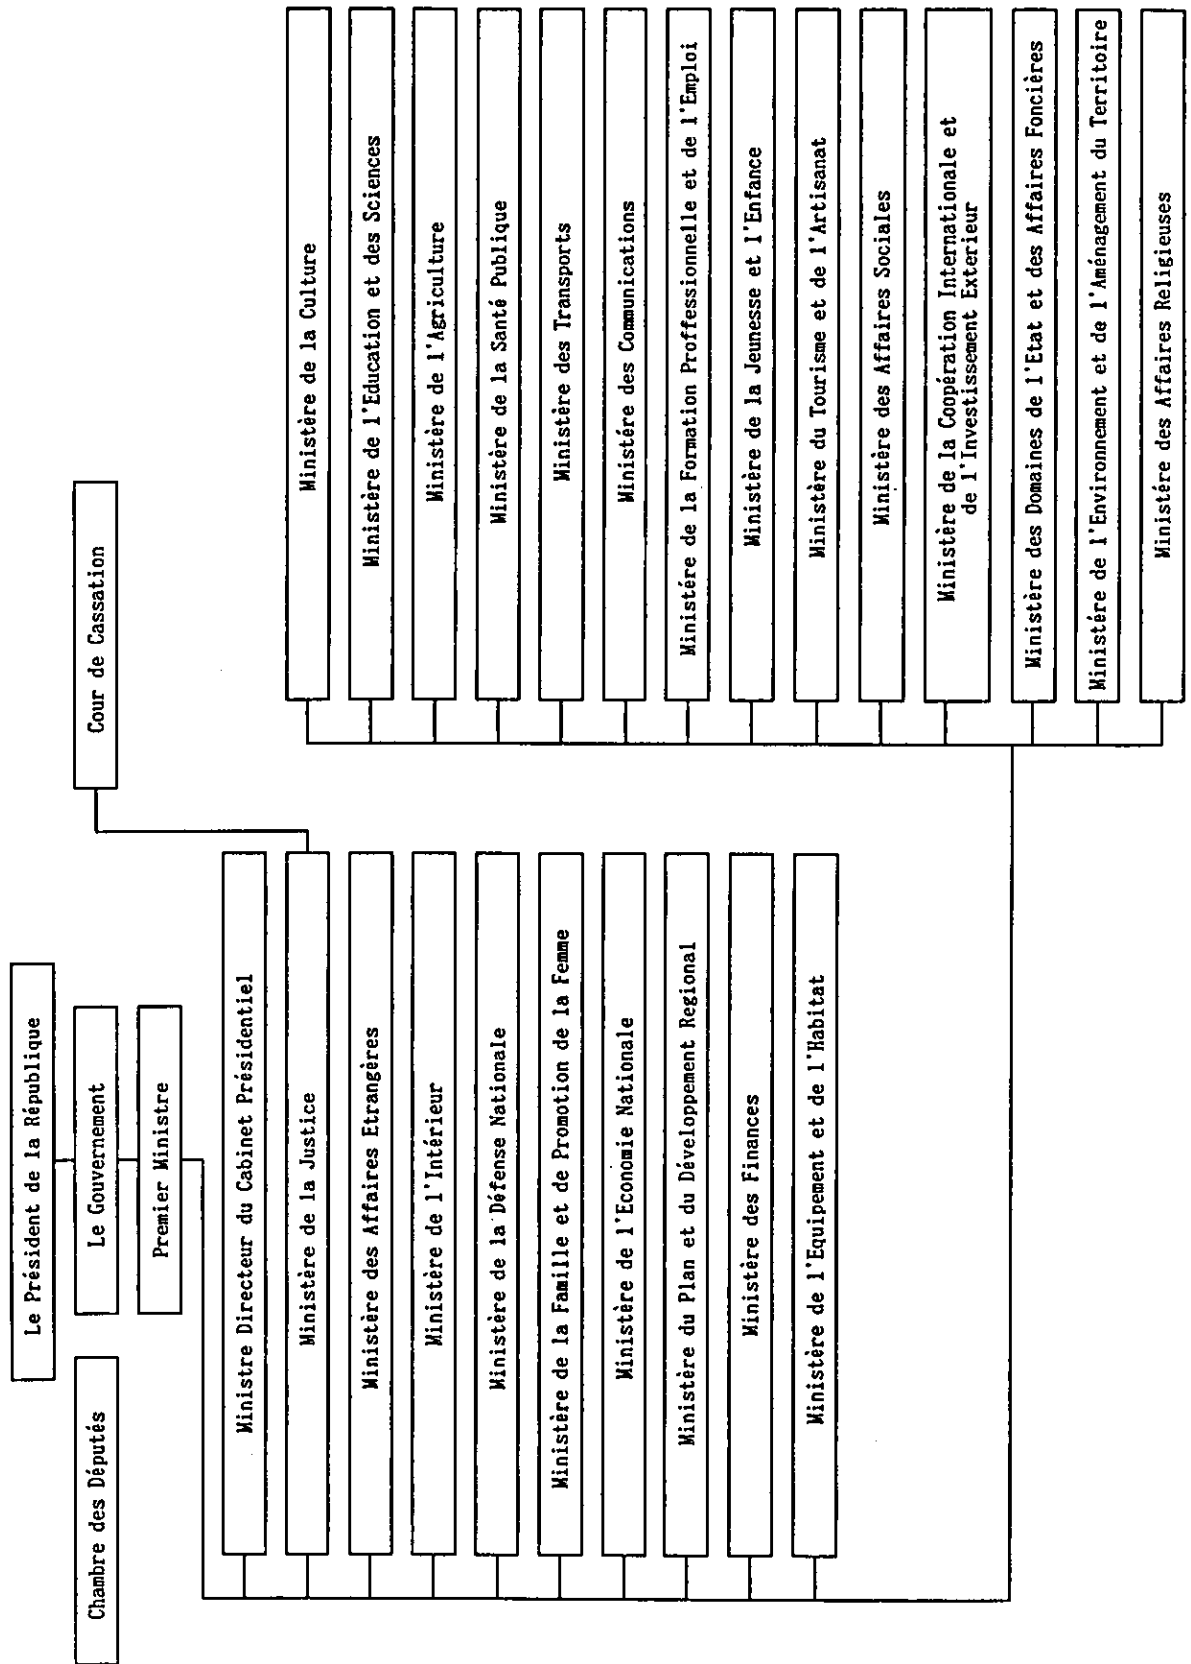 Le Président de la République
Chambre des Députés
Le Gouvernement
Cour de Cassation
Premier Ministre
Ministre Directeur du Cabinet Présidentiel
Ministère de la Justice
Ministère des Affaires Etrangères
Ministère de l'Intérieur
Ministère de la Défense Nationale
Ministère de la Famille et de Promotion de la Femme
Ministère de l'Economie Nationale
Ministère du Plan et du Développement Regional
Ministère des Finances
Ministère de l'Equipement et de l'Habitat
Ministère de la Culture
Ministère de l'Education et des Sciences
Ministère de l'Agriculture
Ministère de la Santé Publique
Ministère des Transports
Ministére des Communications
Ministére de la Formation Proffessionnelle et de l'Emploi
Ministère de la Jeunesse et l'Enfance
Ministère du Tourisme et de l'Artisanat
Ministère des Affaires Sociales
Ministère de la Coopération Internationale et
de l'Investissement Exterieur
Ministère des Domaines de l'Etat et des Affaires Foncières
Ministére de l'Environnement et de l'Aménagement du Territoire
Ministére des Affaires Religieuses